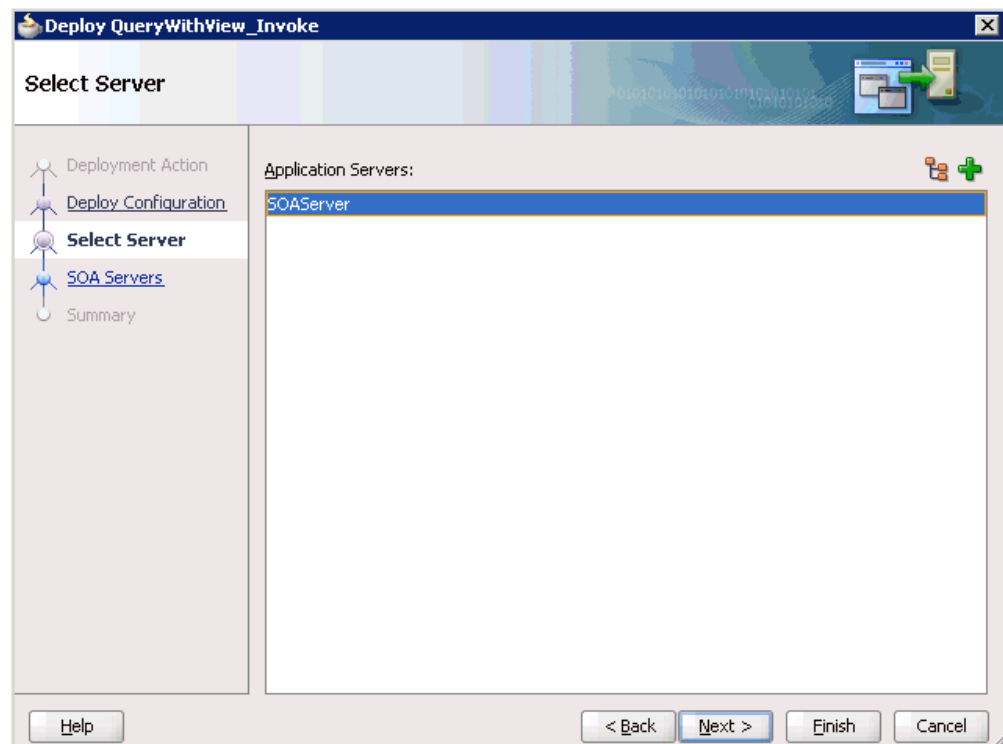 Deploy QueryWithView_Invoke
Select Server
Deployment Action
Deploy Configuration
Select Server
SOA Servers
Summary
Application Servers:
SOAServer
Help
< Back
Next >
Finish
Cancel